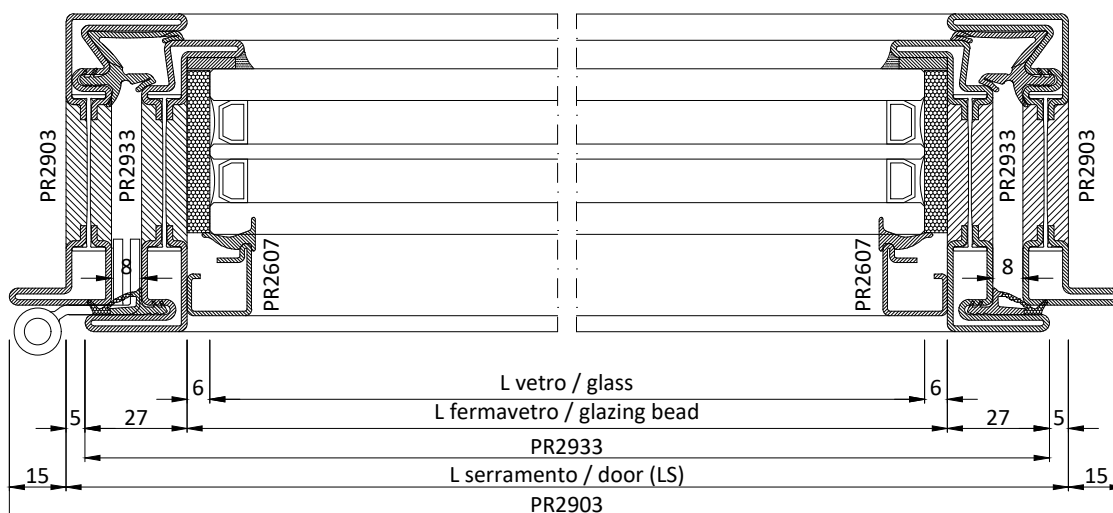 PR2903
PR2933
PR2607
PR2607
PR2933
PR2903
8
8
6
L vetro / glass
6
5
27
L fermavetro / glazing bead
27
5
PR2933
15
L serramento / door (LS)
15
PR2903